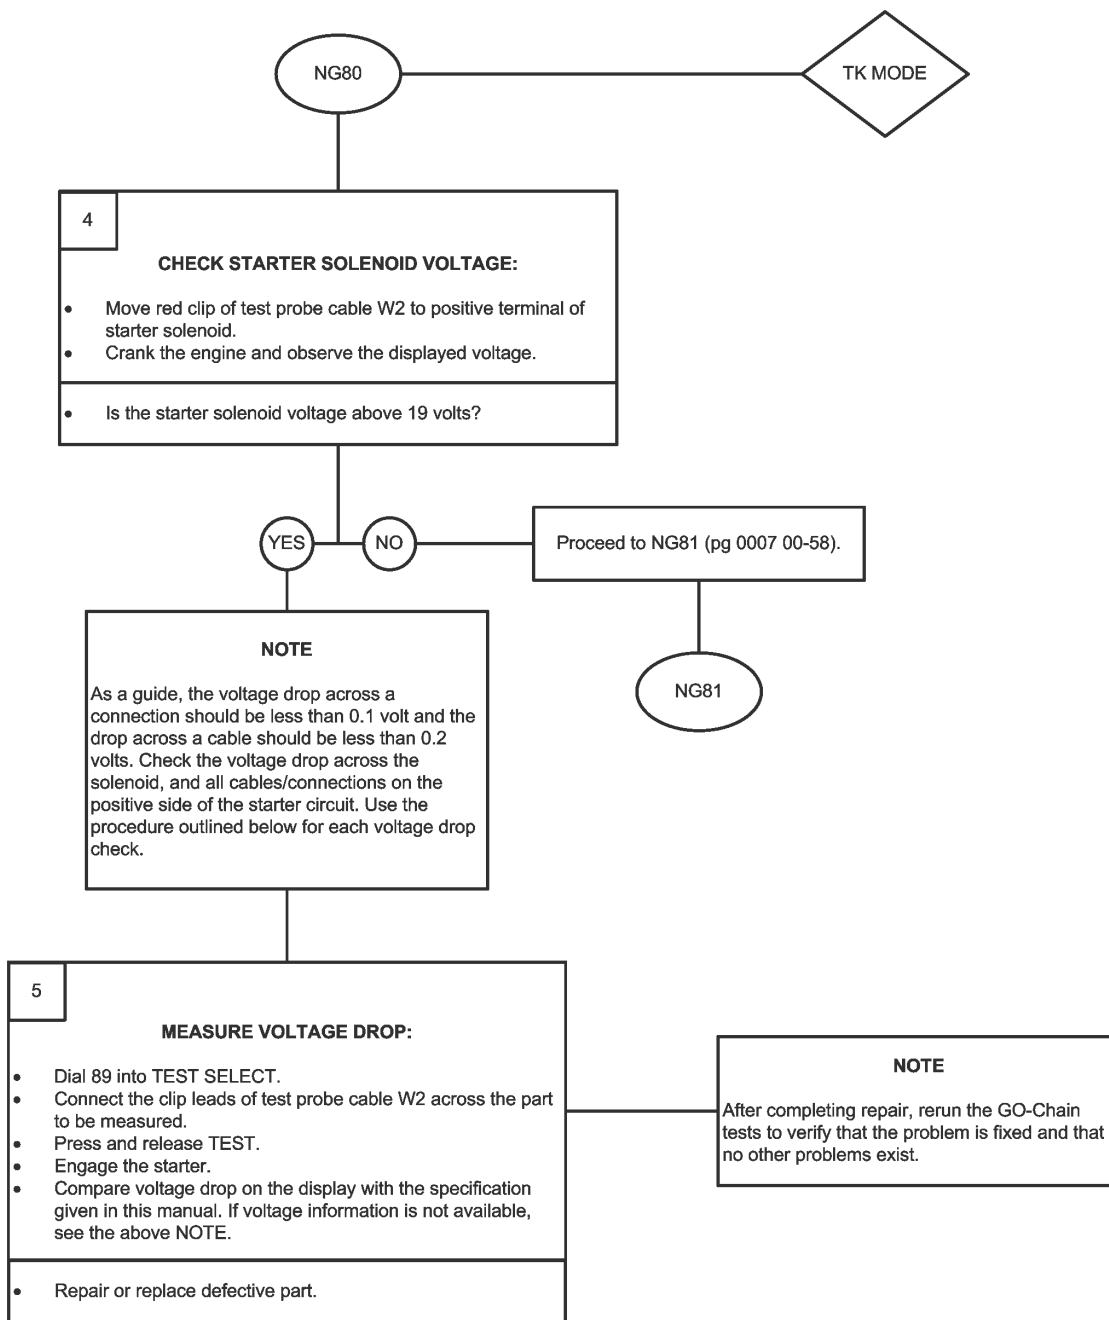 NG80
TK MODE
4
CHECK STARTER SOLENOID VOLTAGE:
• Move red clip of test probe cable W2 to positive terminal of
starter solenoid.
• Crank the engine and observe the displayed voltage.
• Is the starter solenoid voltage above 19 volts?
YES
NO
Proceed to NG81 (pg 0007 00-58).
NG81
NOTE
As a guide, the voltage drop across a
connection should be less than 0.1 volt and the
drop across a cable should be less than 0.2
volts. Check the voltage drop across the
solenoid, and all cables/connections on the
positive side of the starter circuit. Use the
procedure outlined below for each voltage drop
check.
5
MEASURE VOLTAGE DROP:
• Dial 89 into TEST SELECT.
• Connect the clip leads of test probe cable W2 across the part
to be measured.
• Press and release TEST.
• Engage the starter.
• Compare voltage drop on the display with the specification
given in this manual. If voltage information is not available,
see the above NOTE.
• Repair or replace defective part.
NOTE
After completing repair, rerun the GO-Chain
tests to verify that the problem is fixed and that
no other problems exist.